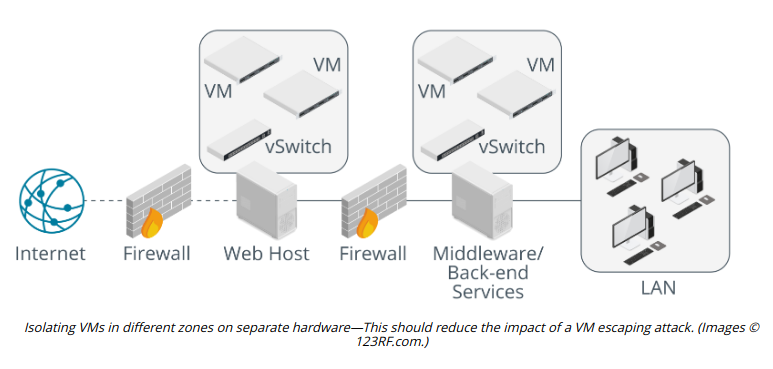 VM
VM
vSwitch
VM
VM
vSwitch
Internet
Firewall
Web Host
Firewall
Middleware/
Back-end
Services
LAN
Isolating VMs in different zones on separate hardware—This should reduce the impact of a VM escaping attack. (Images ©
123RF.com.)